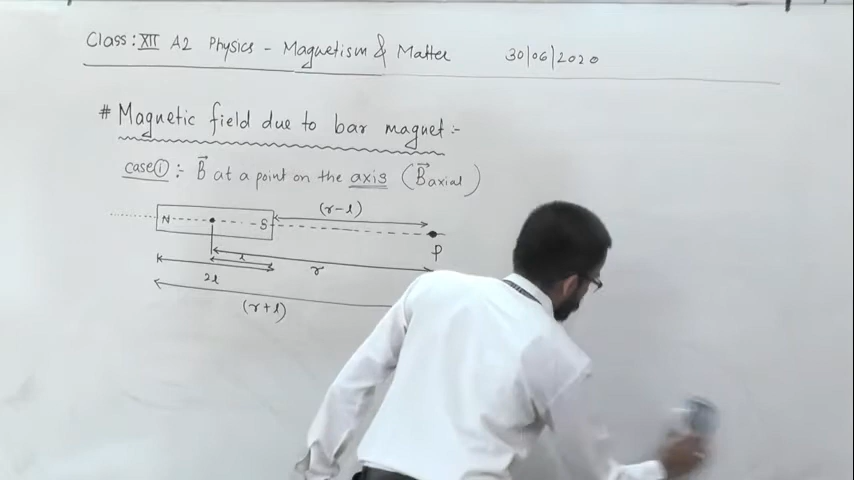 Class: XII A2 Physics - Magnetism & Matter 30/06/2020
# Magnetic field due to bar magnet :-
case (i) :- B⃗ at a point on the axis (B⃗ axial)
(r-l)
N S
P
l
r
2l
(r+l)